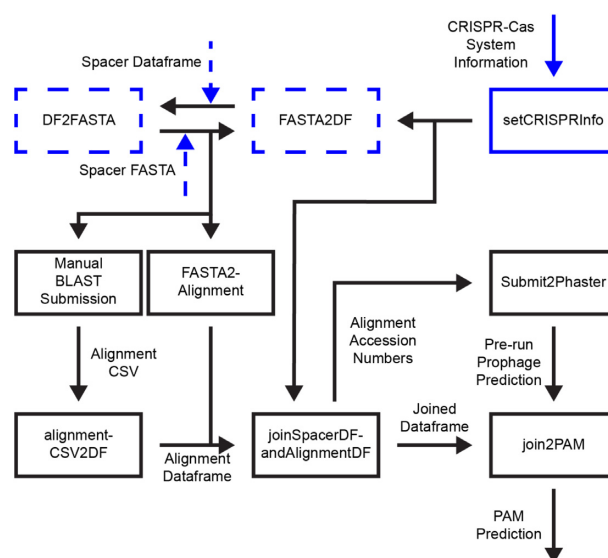 CRISPR-Cas
System
Information
Spacer Dataframe
DF2FASTA
FASTA2DF
setCRISPRInfo
Spacer FASTA
Manual
BLAST
Submission
FASTA2-
Alignment
Submit2Phaster
Alignment
CSV
Alignment
Accession
Numbers
Pre-run
Prophage
Prediction
alignment-
CSV2DF
Alignment
Dataframe
joinSpacerDF-
andAlignmentDF
Joined
Dataframe
join2PAM
PAM
Prediction